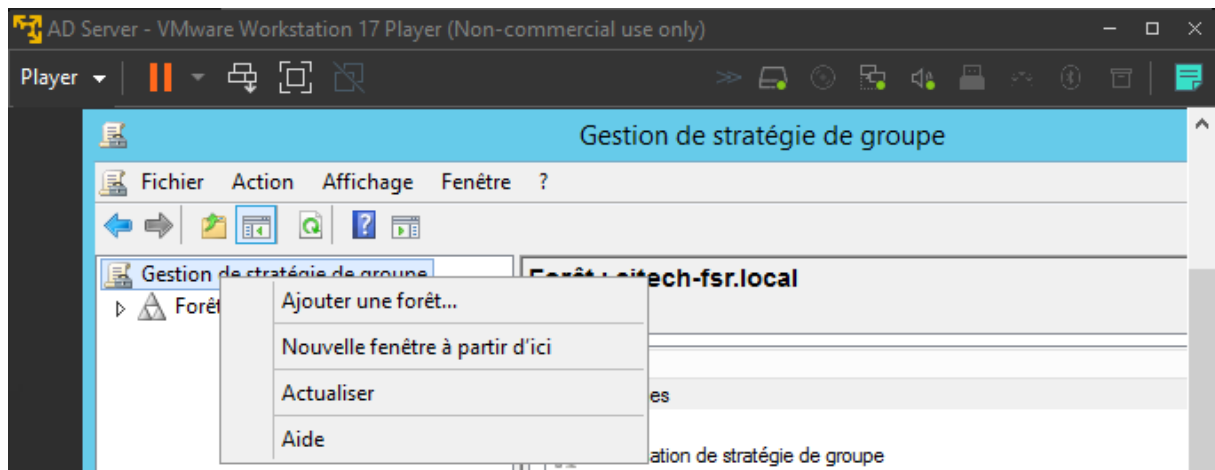 AD Server - VMware Workstation 17 Player (Non-commercial use only)
Player
Gestion de stratégie de groupe
Fichier Action Affichage Fenêtre ?
Gestion de stratégie de groupe
Forêt : sitech-fsr.local
Forêt
Ajouter une forêt...
Nouvelle fenêtre à partir d'ici
Actualiser
es
Aide
ation de stratégie de groupe